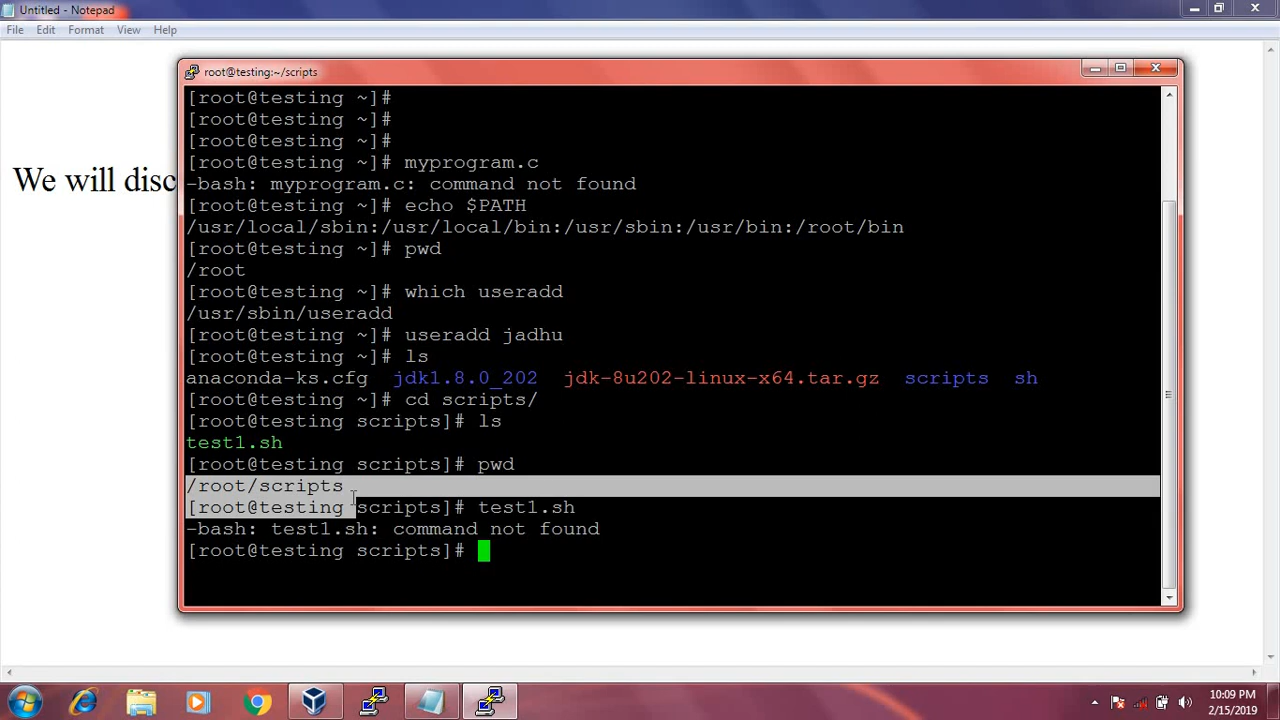 Untitled - Notepad
File Edit Format View Help
We will disc
root@testing:~/scripts
[root@testing ~]#
[root@testing ~]#
[root@testing ~]#
[root@testing ~]# myprogram.c
-bash: myprogram.c: command not found
[root@testing ~]# echo $PATH
/usr/local/sbin:/usr/local/bin:/usr/sbin:/usr/bin:/root/bin
[root@testing ~]# pwd
/root
[root@testing ~]# which useradd
/usr/sbin/useradd
[root@testing ~]# useradd jadhu
[root@testing ~]# ls
anaconda-ks.cfg jdk1.8.0_202 jdk-8u202-linux-x64.tar.gz scripts sh
[root@testing ~]# cd scripts/
[root@testing scripts]# ls
test1.sh
[root@testing scripts]# pwd
/root/scripts
[root@testing scripts]# test1.sh
-bash: test1.sh: command not found
[root@testing scripts]#
10:09 PM
2/15/2019